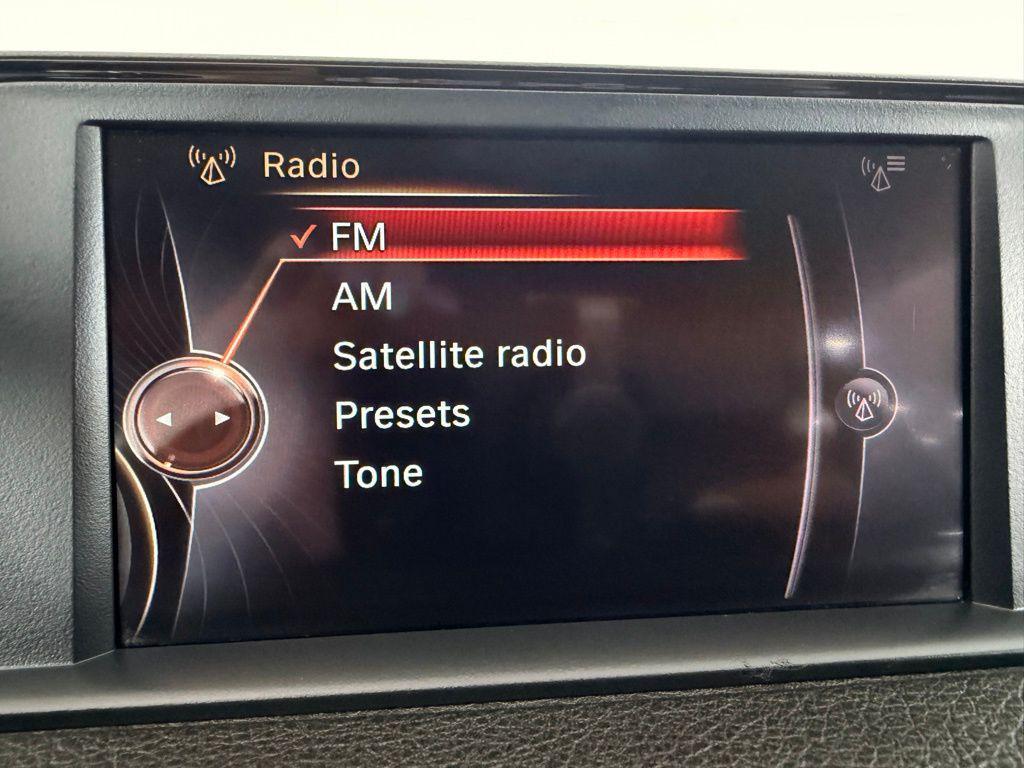 Radio
FM
AM
Satellite radio
Presets
Tone